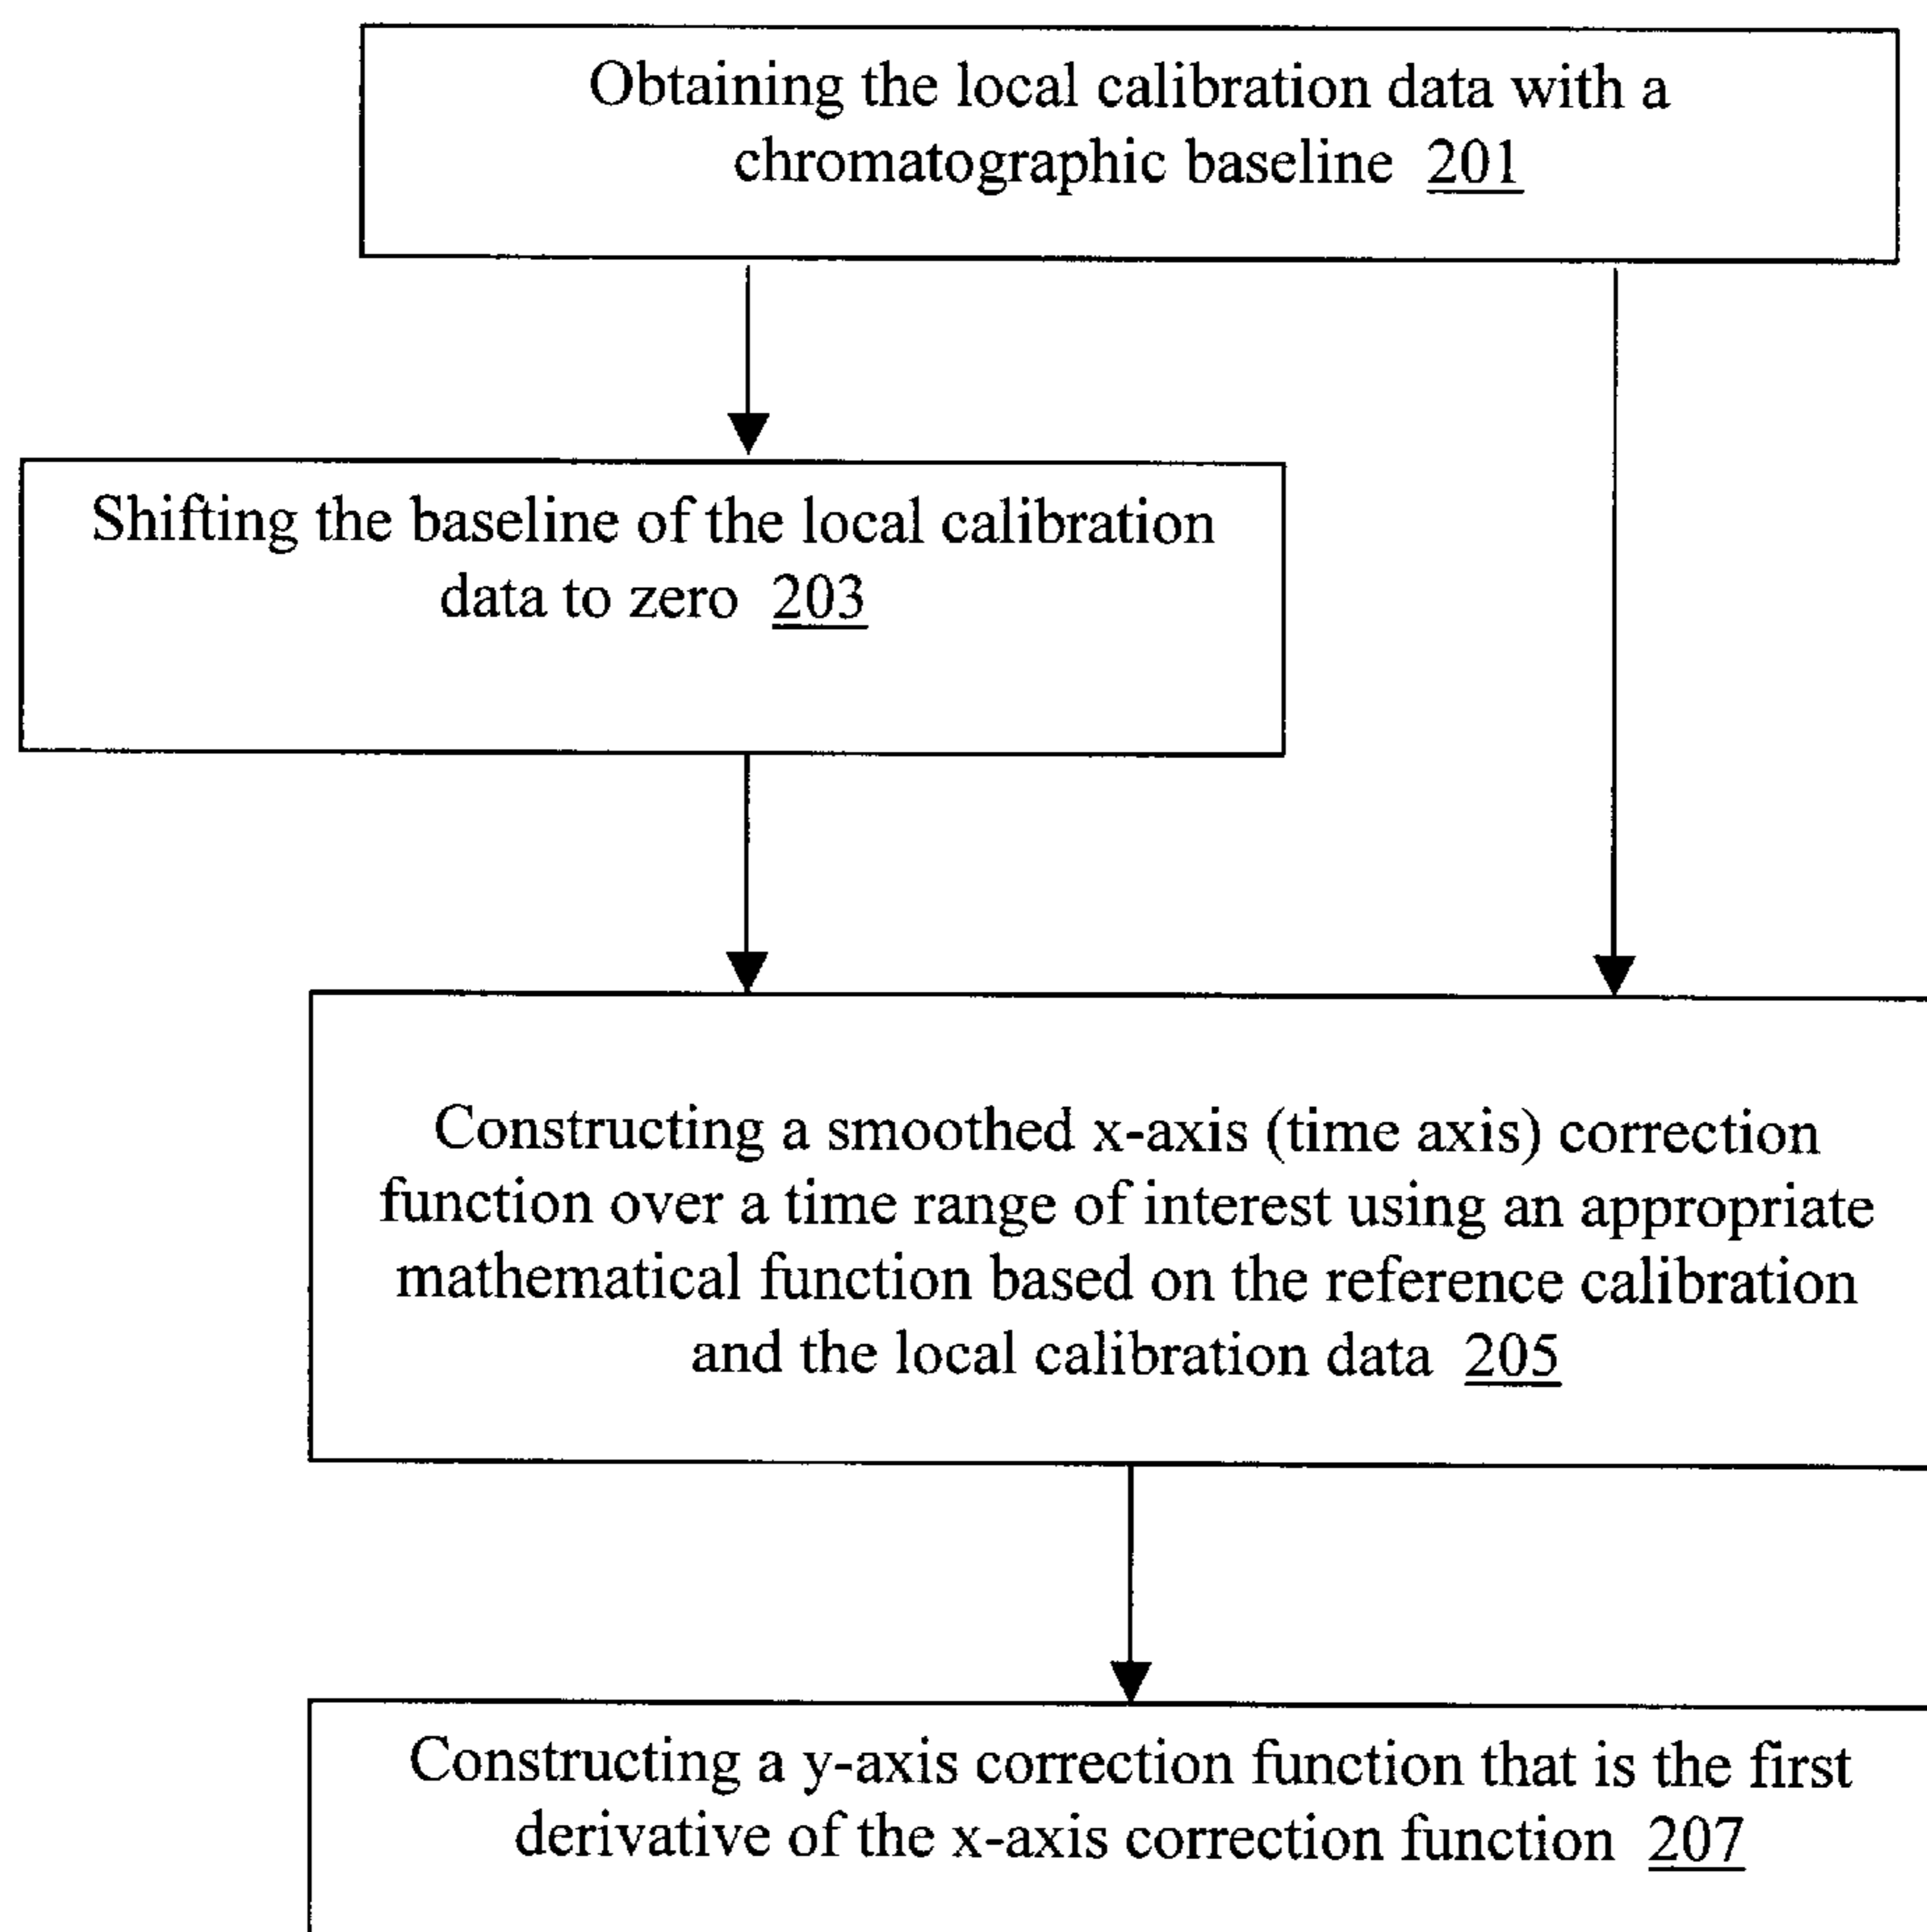 Obtaining the local calibration data with a
chromatographic baseline 201
Shifting the baseline of the local calibration
data to zero 203
Constructing a smoothed x-axis (time axis) correction
function over a time range of interest using an appropriate
mathematical function based on the reference calibration
and the local calibration data 205
Constructing a y-axis correction function that is the first
derivative of the x-axis correction function 207